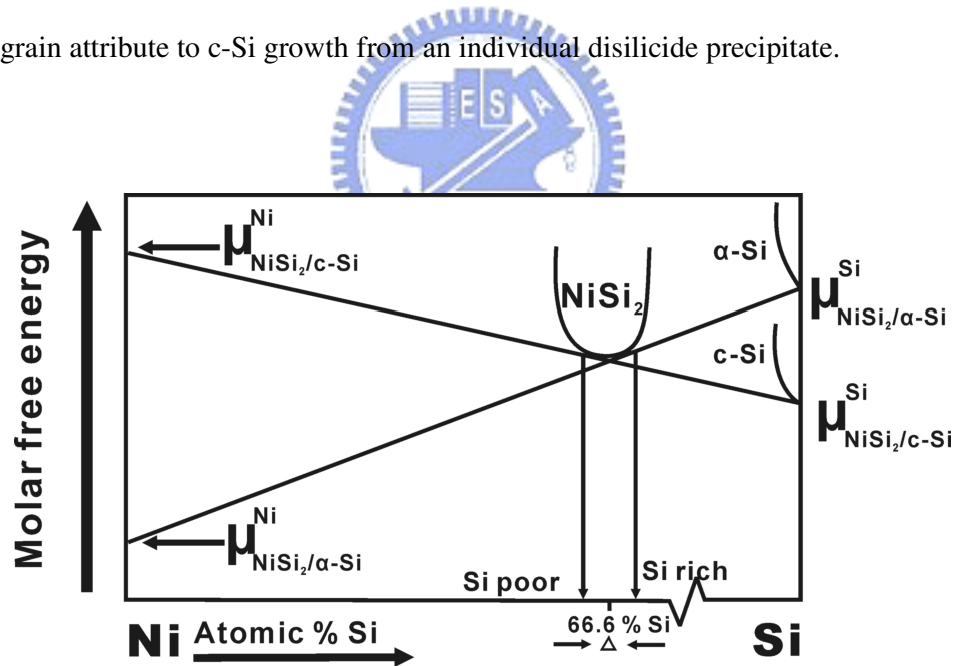 grain attribute to c-Si growth from an individual disilicide precipitate.
E S A
Molar free energy
μ^Ni_NiSi₂/c-Si
NiSi₂
α-Si
μ^Si_NiSi₂/α-Si
c-Si
μ^Si_NiSi₂/c-Si
μ^Ni_NiSi₂/α-Si
Si poor
Si rich
66.6 % Si
Δ
Ni
Atomic % Si
Si